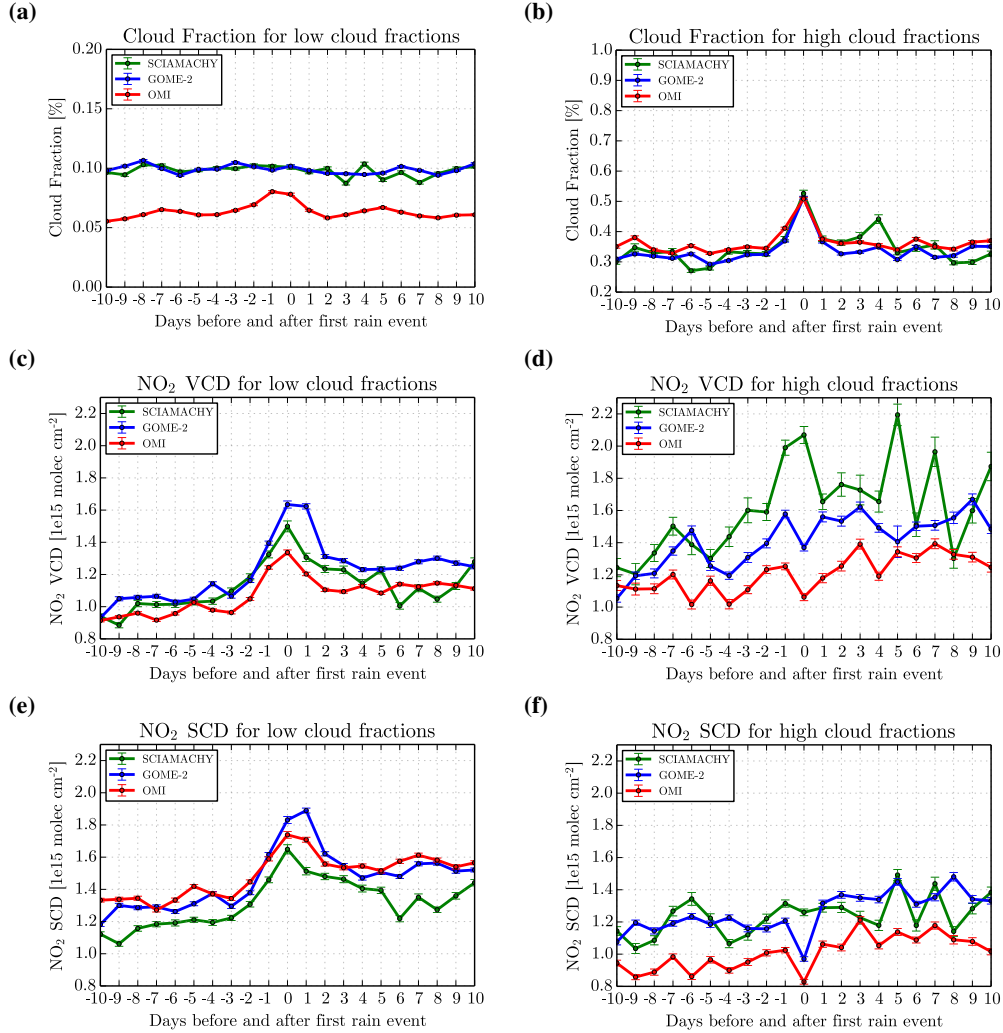 (a)
Cloud Fraction for low cloud fractions
SCIAMACHY
GOME-2
OMI
Cloud Fraction [%]
0.20
0.15
0.10
0.05
0.00
-10 -9 -8 -7 -6 -5 -4 -3 -2 -1 0 1 2 3 4 5 6 7 8 9 10
Days before and after first rain event
(b)
Cloud Fraction for high cloud fractions
SCIAMACHY
GOME-2
OMI
Cloud Fraction [%]
1.0
0.9
0.8
0.7
0.6
0.5
0.4
0.3
0.2
-10 -9 -8 -7 -6 -5 -4 -3 -2 -1 0 1 2 3 4 5 6 7 8 9 10
Days before and after first rain event
(c)
NO₂ VCD for low cloud fractions
SCIAMACHY
GOME-2
OMI
NO₂ VCD [1e15 molec cm⁻²]
2.2
2.0
1.8
1.6
1.4
1.2
1.0
0.8
-10 -9 -8 -7 -6 -5 -4 -3 -2 -1 0 1 2 3 4 5 6 7 8 9 10
Days before and after first rain event
(d)
NO₂ VCD for high cloud fractions
SCIAMACHY
GOME-2
OMI
NO₂ VCD [1e15 molec cm⁻²]
2.2
2.0
1.8
1.6
1.4
1.2
1.0
0.8
-10 -9 -8 -7 -6 -5 -4 -3 -2 -1 0 1 2 3 4 5 6 7 8 9 10
Days before and after first rain event
(e)
NO₂ SCD for low cloud fractions
SCIAMACHY
GOME-2
OMI
NO₂ SCD [1e15 molec cm⁻²]
2.2
2.0
1.8
1.6
1.4
1.2
1.0
0.8
-10 -9 -8 -7 -6 -5 -4 -3 -2 -1 0 1 2 3 4 5 6 7 8 9 10
Days before and after first rain event
(f)
NO₂ SCD for high cloud fractions
SCIAMACHY
GOME-2
OMI
NO₂ SCD [1e15 molec cm⁻²]
2.2
2.0
1.8
1.6
1.4
1.2
1.0
0.8
-10 -9 -8 -7 -6 -5 -4 -3 -2 -1 0 1 2 3 4 5 6 7 8 9 10
Days before and after first rain event